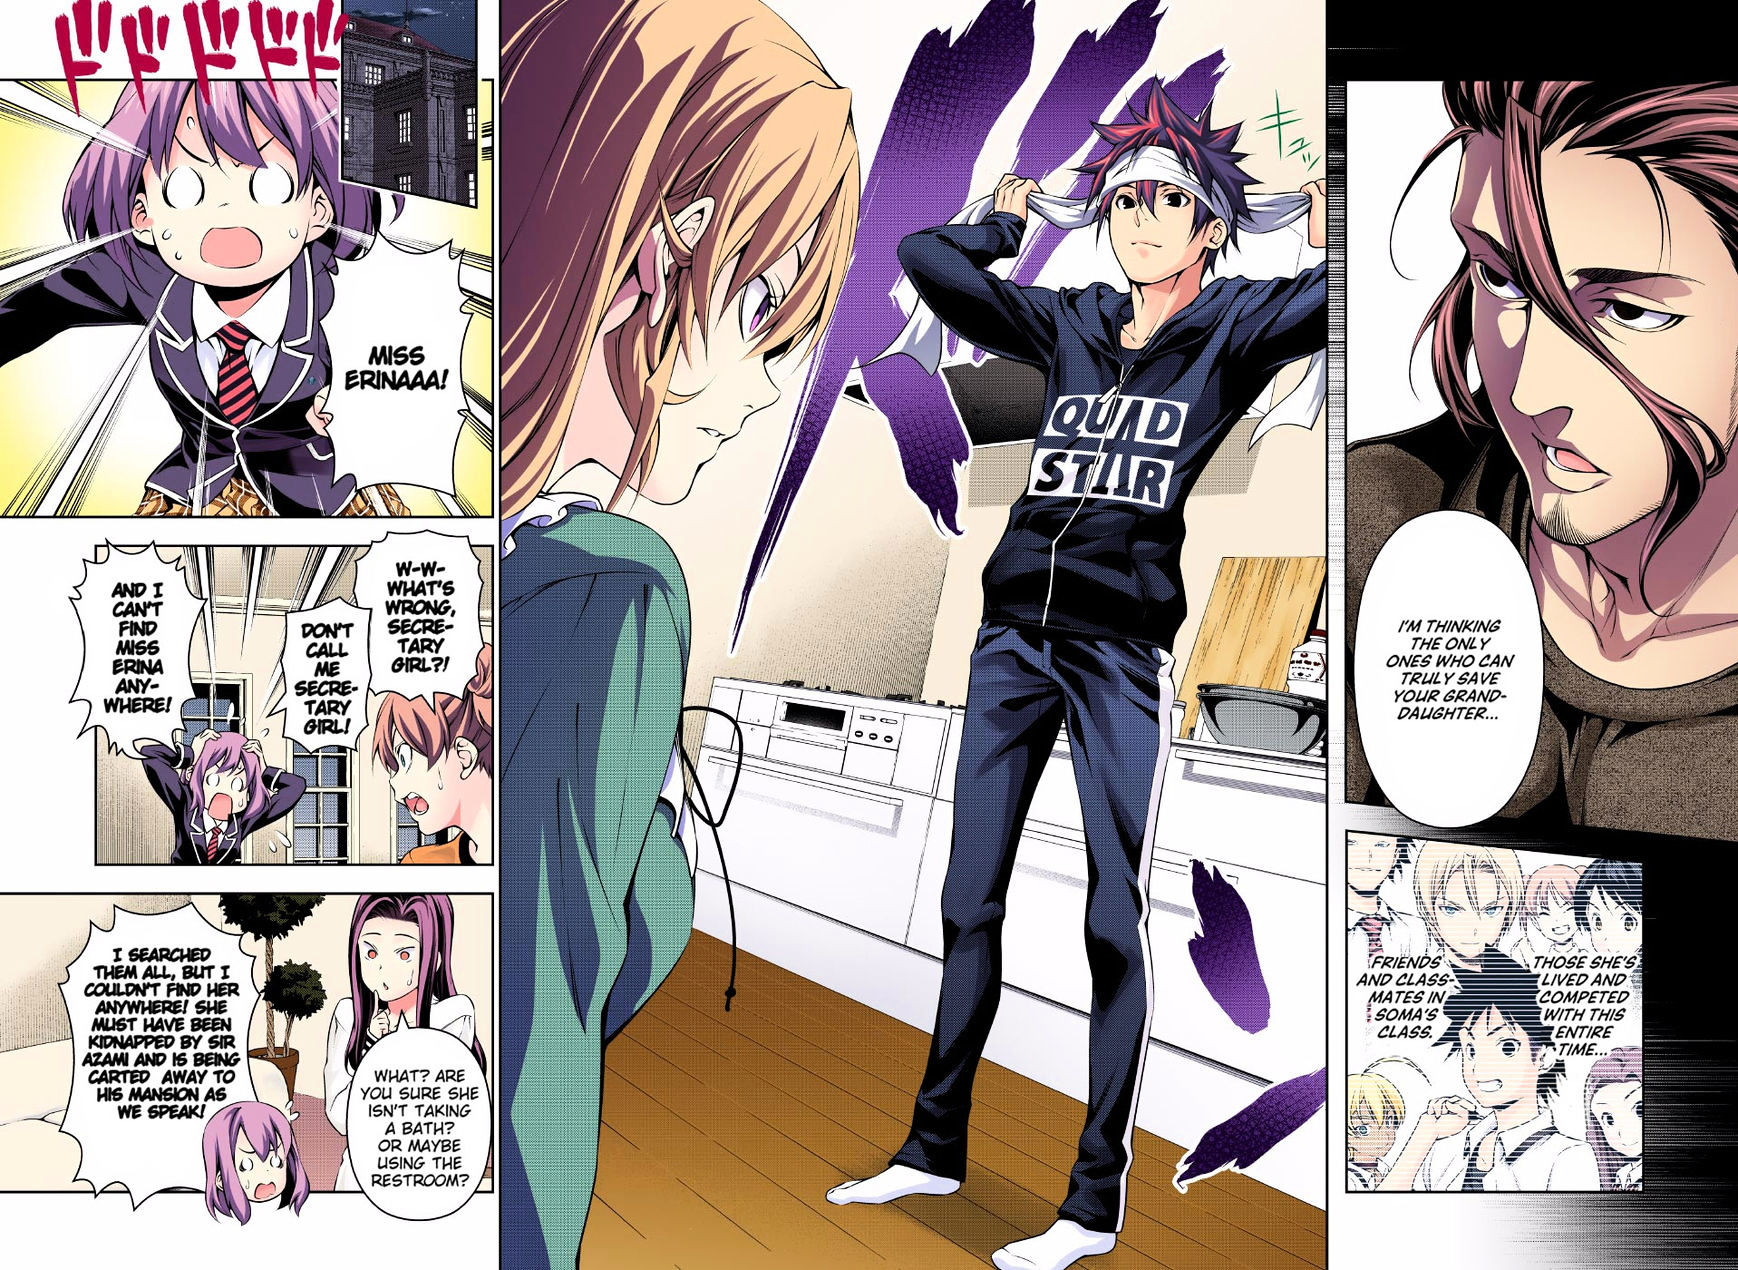 I'M THINKING
THE ONLY
ONES WHO CAN
TRULY SAVE
YOUR GRAND-
DAUGHTER...
THOSE SHE'S
LIVED AND
COMPETED
WITH THIS
ENTIRE
TIME...
FRIENDS
AND CLASS-
MATES IN
SOMA'S
CLASS.
ギュッ
QUAD
STAR
ドドドドド
MISS
ERINAAA!
W-W-
WHAT'S
WRONG,
SECRE-
TARY
GIRL?!
DON'T
CALL
ME
SECRE-
TARY
GIRL!
AND I
CAN'T
FIND
MISS
ERINA
ANY-
WHERE!
WHAT? ARE
YOU SURE SHE
ISN'T TAKING
A BATH?
OR MAYBE
USING THE
RESTROOM?
I SEARCHED
THEM ALL, BUT I
COULDN'T FIND HER
ANYWHERE! SHE
MUST HAVE BEEN
KIDNAPPED BY SIR
AZAMI AND IS BEING
CARTED AWAY TO
HIS MANSION AS
WE SPEAK!